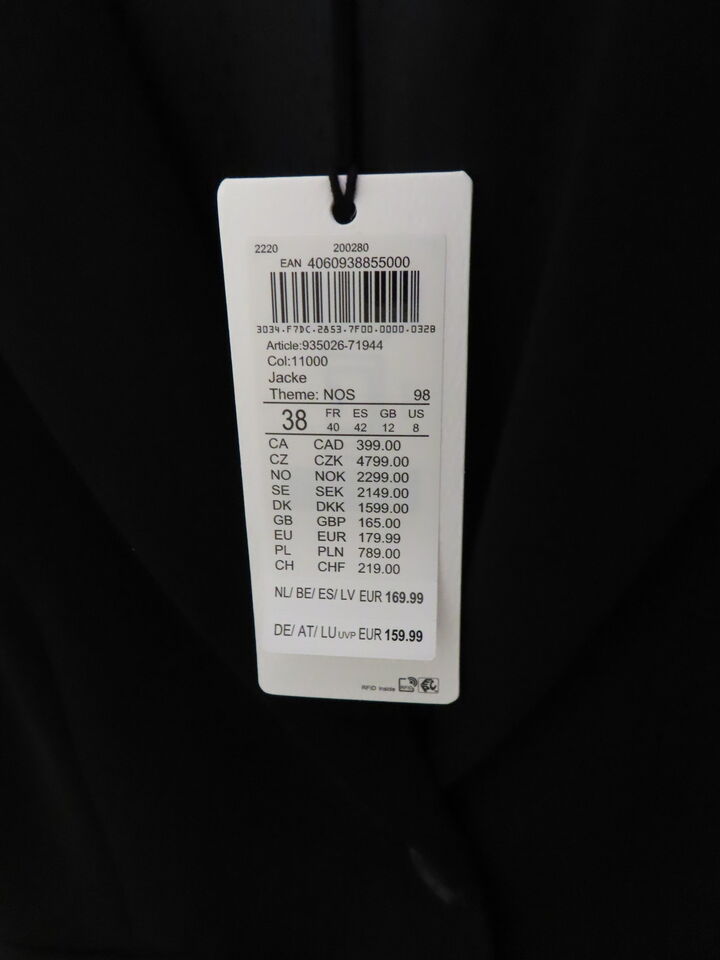 2220 200280
EAN 4060938855000
3034.F7DC.2853.7F00.0000.0328
Article:935026-71944
Col:11000
Jacke
Theme: NOS 98
38 FR ES GB US
40 42 12 8
CA CAD 399.00
CZ CZK 4799.00
NO NOK 2299.00
SE SEK 2149.00
DK DKK 1599.00
GB GBP 165.00
EU EUR 179.99
PL PLN 789.00
CH CHF 219.00
NL/ BE/ ES/ LV EUR 169.99
DE/ AT/ LU UVP EUR 159.99
RFID Inside